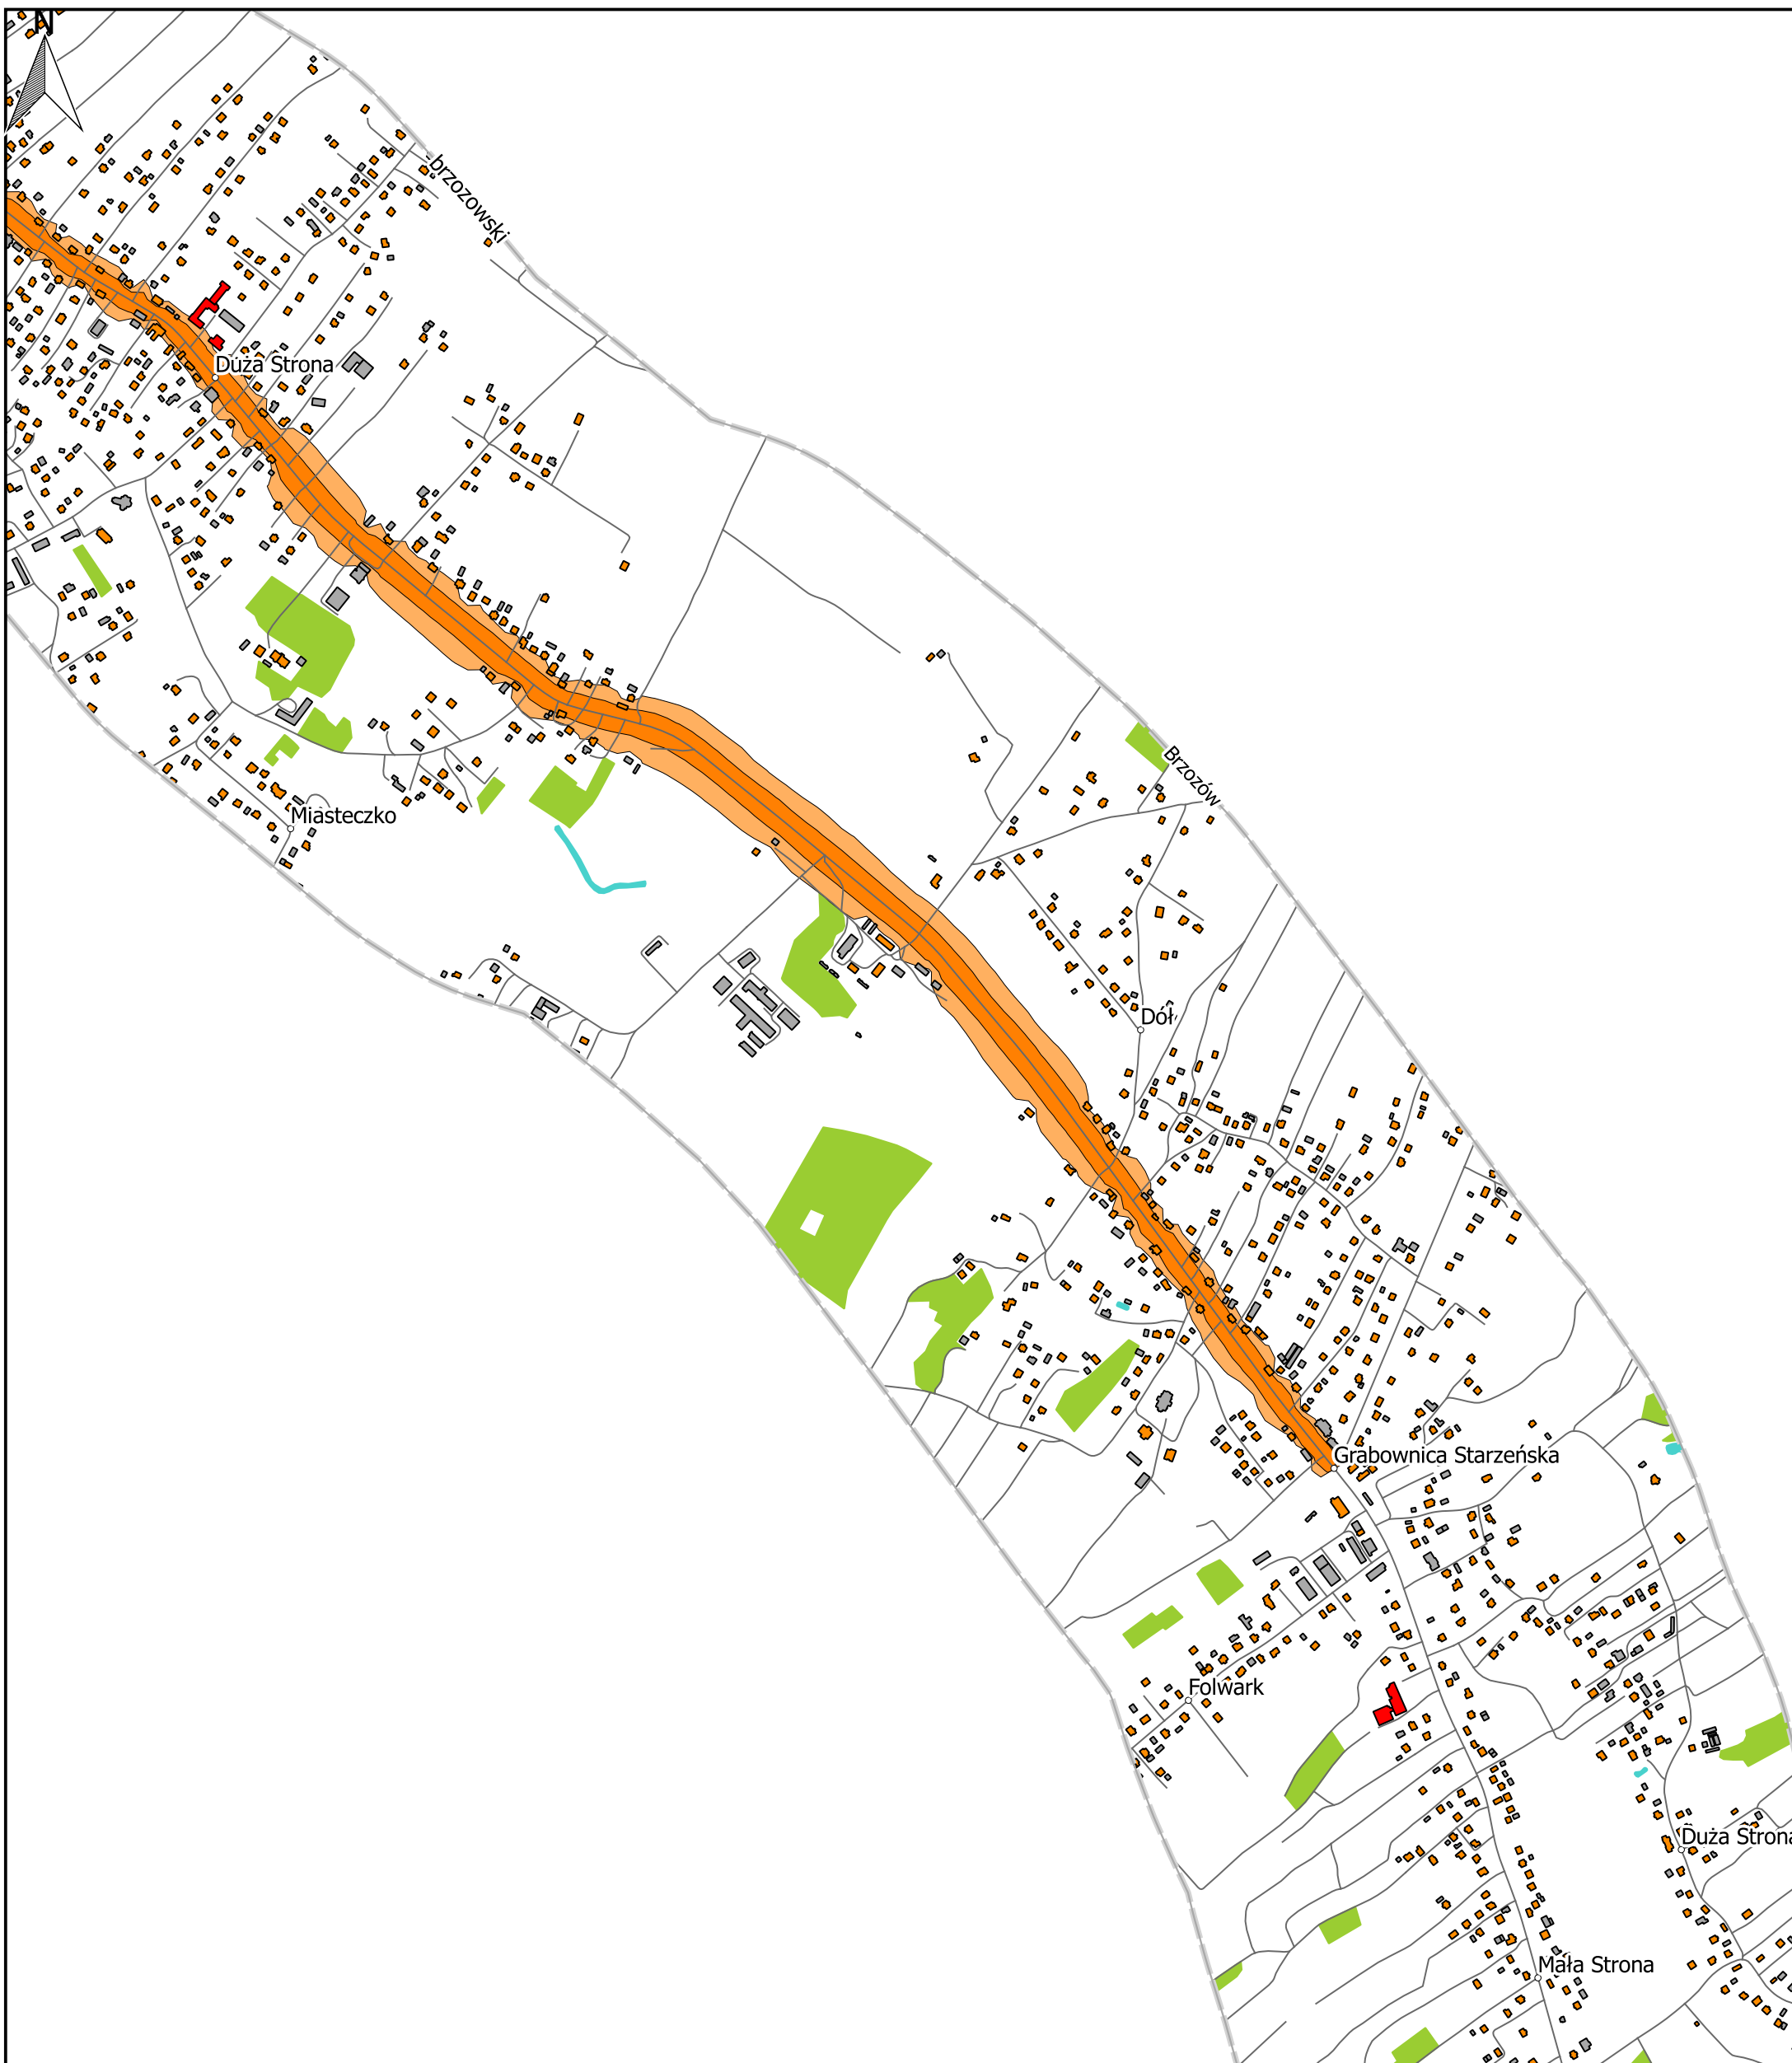 N
-brzozowski
Duża Strona
Brzozów
Miasteczko
Dół
Grabownica Starzeńska
Folwark
Duża Strona
Mała Strona